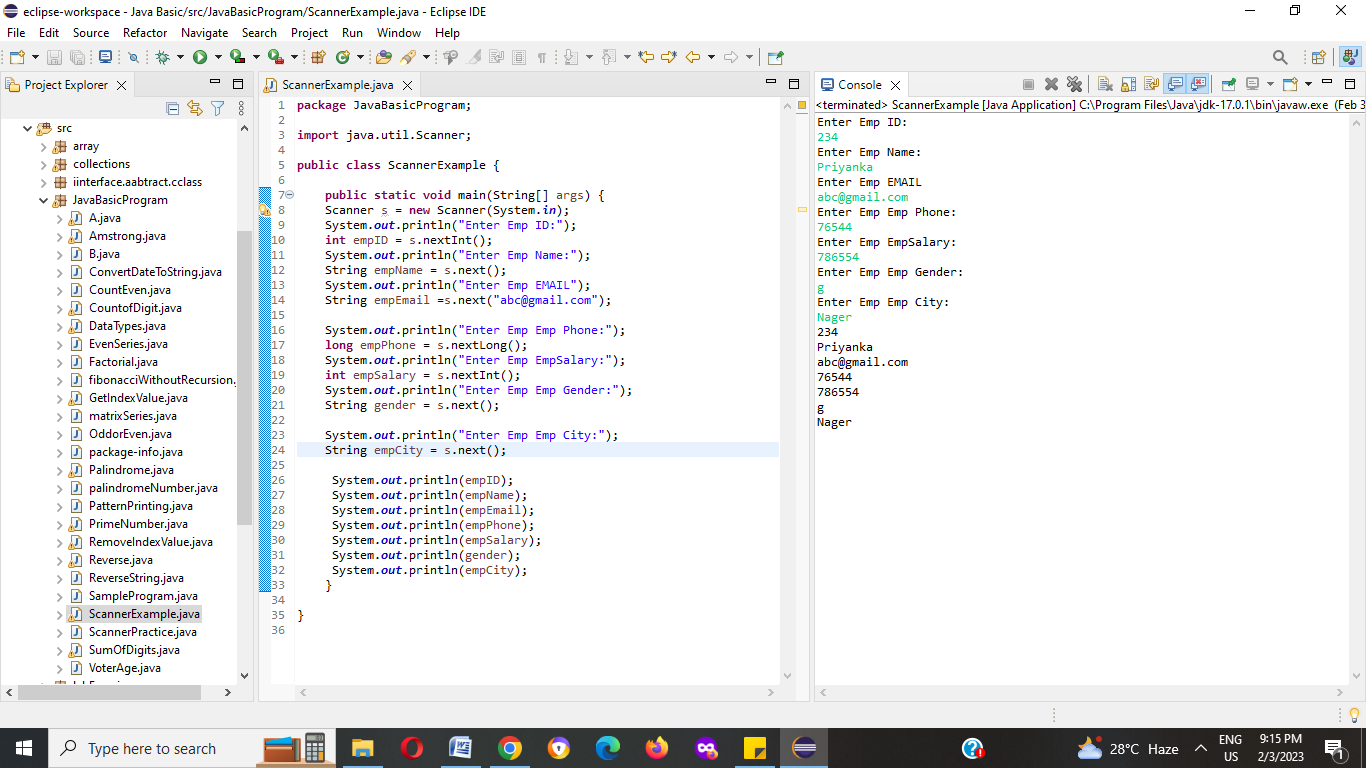 eclipse-workspace - Java Basic/src/JavaBasicProgram/ScannerExample.java - Eclipse IDE
File Edit Source Refactor Navigate Search Project Run Window Help
Project Explorer
src
array
collections
iinterface.aabtract.cclass
JavaBasicProgram
A.java
Amstrong.java
B.java
ConvertDateToString.java
CountEven.java
CountofDigit.java
DataTypes.java
EvenSeries.java
Factorial.java
fibonacciWithoutRecursion.
GetIndexValue.java
matrixSeries.java
OddorEven.java
package-info.java
Palindrome.java
palindromeNumber.java
PatternPrinting.java
PrimeNumber.java
RemoveIndexValue.java
Reverse.java
ReverseString.java
SampleProgram.java
ScannerExample.java
ScannerPractice.java
SumOfDigits.java
VoterAge.java
ScannerExample.java
1 package JavaBasicProgram;
2
3 import java.util.Scanner;
4
5 public class ScannerExample {
6
7 public static void main(String[] args) {
8 Scanner s = new Scanner(System.in);
9 System.out.println("Enter Emp ID:");
10 int empID = s.nextInt();
11 System.out.println("Enter Emp Name:");
12 String empName = s.next();
13 System.out.println("Enter Emp EMAIL");
14 String empEmail =s.next("abc@gmail.com");
15
16 System.out.println("Enter Emp Emp Phone:");
17 long empPhone = s.nextLong();
18 System.out.println("Enter Emp EmpSalary:");
19 int empSalary = s.nextInt();
20 System.out.println("Enter Emp Emp Gender:");
21 String gender = s.next();
22
23 System.out.println("Enter Emp Emp City:");
24 String empCity = s.next();
25
26 System.out.println(empID);
27 System.out.println(empName);
28 System.out.println(empEmail);
29 System.out.println(empPhone);
30 System.out.println(empSalary);
31 System.out.println(gender);
32 System.out.println(empCity);
33 }
34
35 }
36
Console
<terminated> ScannerExample [Java Application] C:\Program Files\Java\jdk-17.0.1\bin\javaw.exe (Feb 3
Enter Emp ID:
234
Enter Emp Name:
Priyanka
Enter Emp EMAIL
abc@gmail.com
Enter Emp Emp Phone:
76544
Enter Emp EmpSalary:
786554
Enter Emp Emp Gender:
g
Enter Emp Emp City:
Nager
234
Priyanka
abc@gmail.com
76544
786554
g
Nager
Type here to search
28°C Haze
ENG
US
9:15 PM
2/3/2023
1